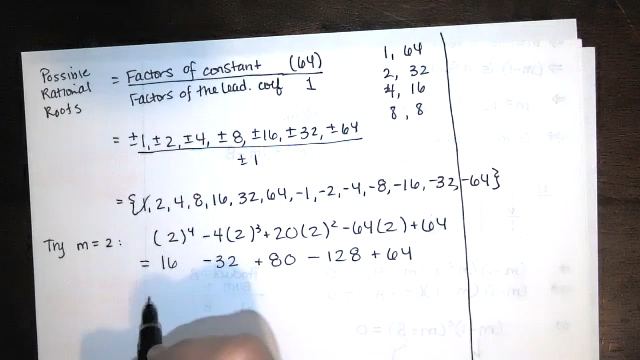 Possible Rational Roots = Factors of constant (64) / Factors of the lead. coef 1
1, 64
2, 32
4, 16
8, 8
= ±1, ±2, ±4, ±8, ±16, ±32, ±64 / ±1
= {1, 2, 4, 8, 16, 32, 64, -1, -2, -4, -8, -16, -32, -64}
Try m = 2: (2)⁴ - 4(2)³ + 20(2)² - 64(2) + 64
= 16 - 32 + 80 - 128 + 64